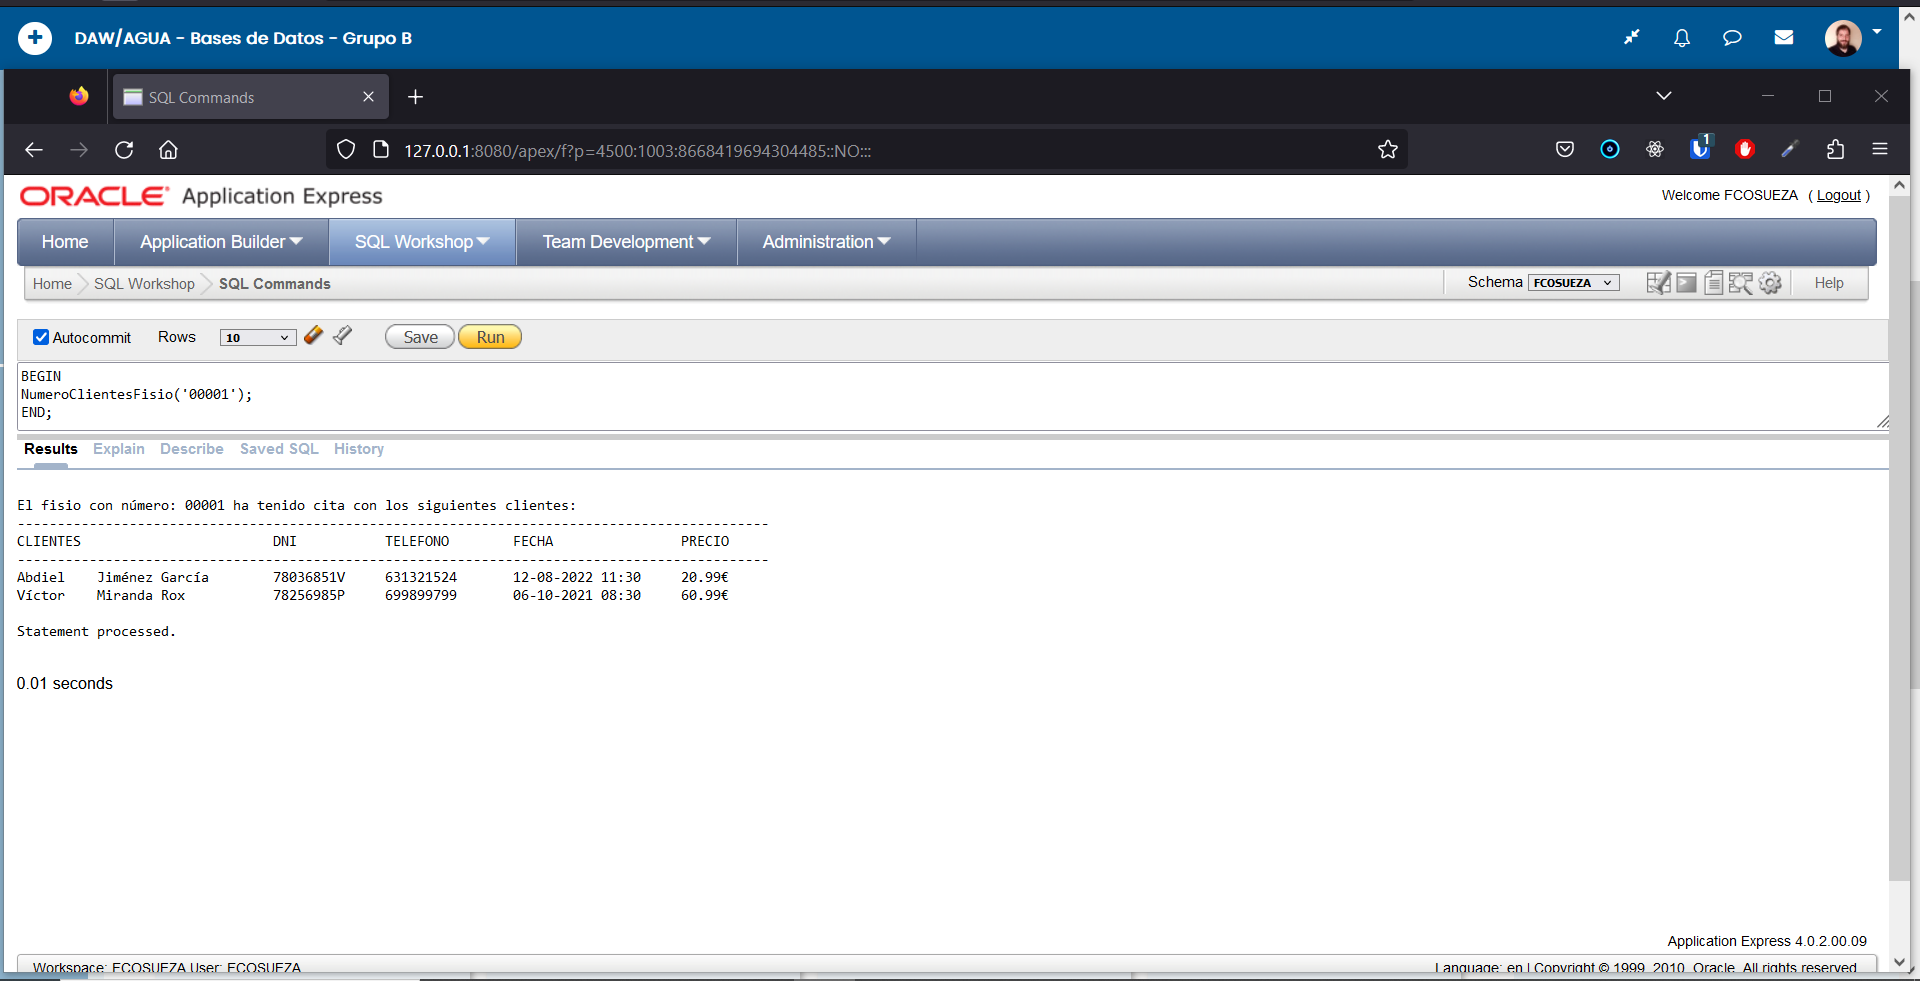 DAW/AGUA - Bases de Datos - Grupo B
SQL Commands
127.0.0.1:8080/apex/f?p=4500:1003:8668419694304485::NO:::
1
ORACLE Application Express
Welcome FCOSUEZA ( Logout )
Home Application Builder SQL Workshop Team Development Administration
Home SQL Workshop SQL Commands
Schema FCOSUEZA Help
Autocommit Rows 10 Save Run
BEGIN
NumeroClientesFisio('00001');
END;
Results Explain Describe Saved SQL History
El fisio con número: 00001 ha tenido cita con los siguientes clientes:
----------------------------------------------------------------------------------------------
CLIENTES DNI TELEFONO FECHA PRECIO
----------------------------------------------------------------------------------------------
Abdiel Jiménez García 78036851V 631321524 12-08-2022 11:30 20.99€
Víctor Miranda Rox 78256985P 699899799 06-10-2021 08:30 60.99€
Statement processed.
0.01 seconds
Application Express 4.0.2.00.09
Workspace: FCOSUEZA User: FCOSUEZA
Language: en | Copyright © 1999, 2010, Oracle. All rights reserved.